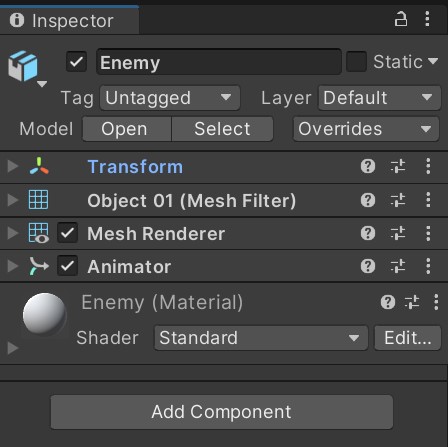 Inspector
Enemy Static
Tag Untagged Layer Default
Model Open Select Overrides
Transform
Object 01 (Mesh Filter)
Mesh Renderer
Animator
Enemy (Material)
Shader Standard Edit...
Add Component